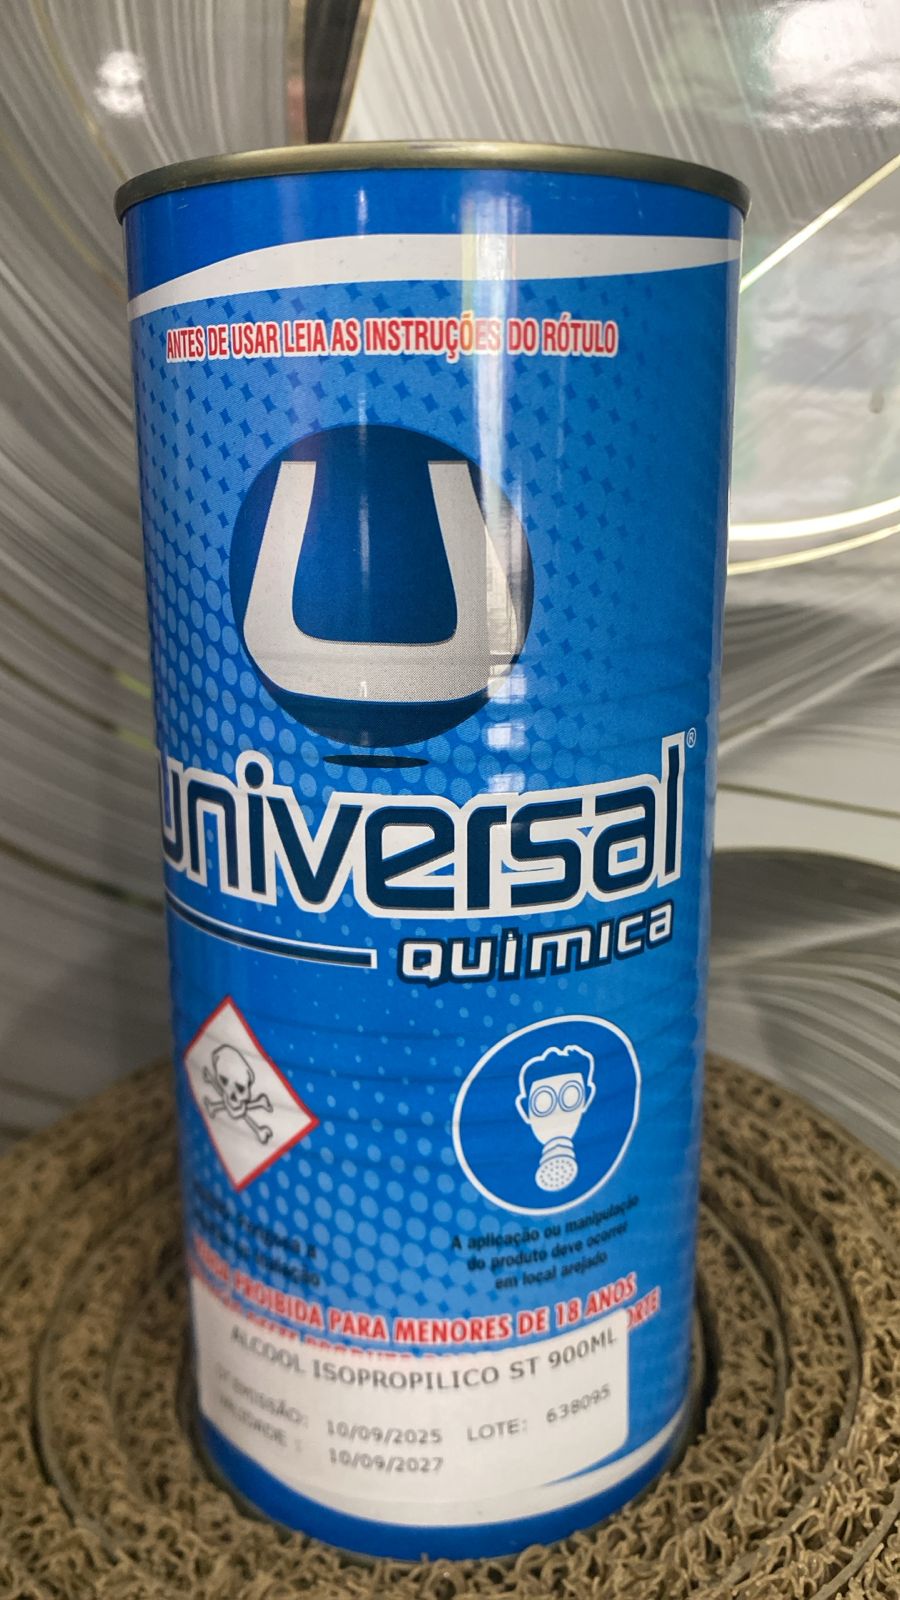 ANTES DE USAR LEIA AS INSTRUÇÕES DO RÓTULO
U
universal®
QUÍMICA
A aplicação ou manipulação
do produto deve ocorrer
em local arejado
PROIBIDA PARA MENORES DE 18 ANOS
ALCOOL ISOPROPILICO ST 900ML
10/09/2025 LOTE: 638095
10/09/2027